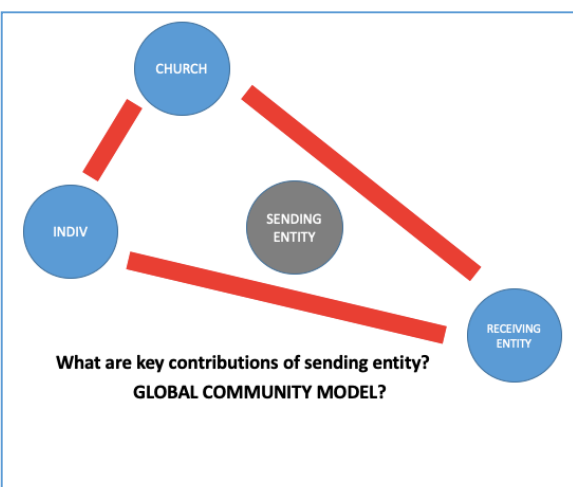 CHURCH
SENDING
ENTITY
INDIV
RECEIVING
ENTITY
What are key contributions of sending entity?
GLOBAL COMMUNITY MODEL?